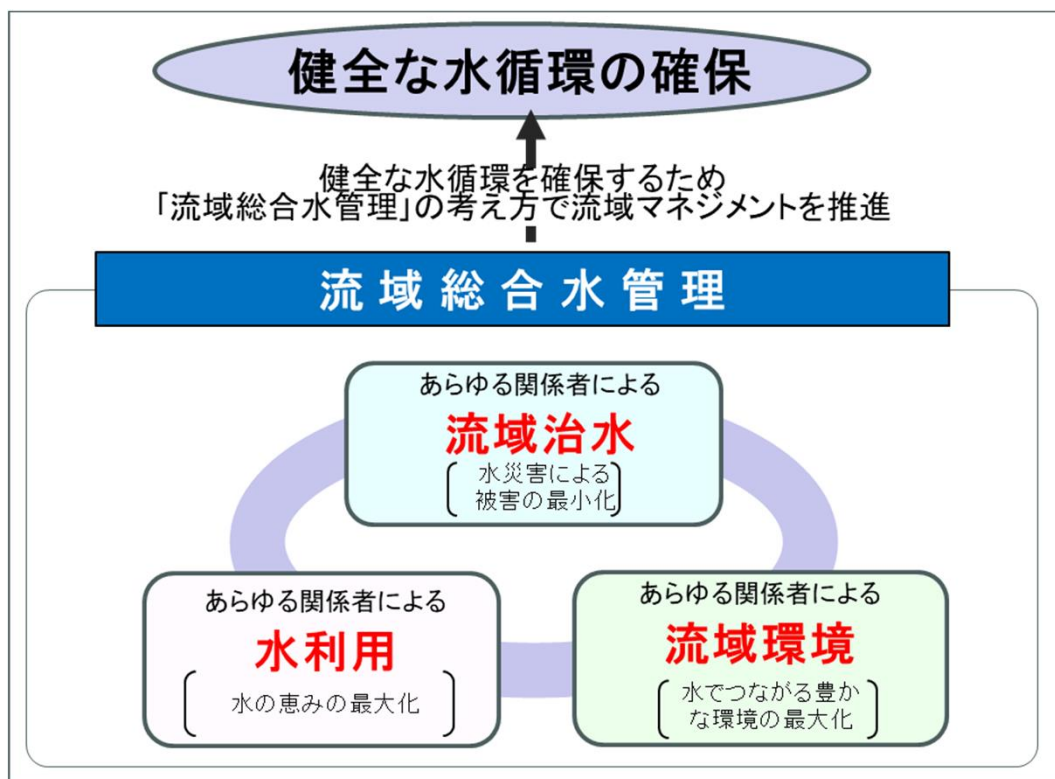 健全な水循環の確保
健全な水循環を確保するため
「流域総合水管理」の考え方で流域マネジメントを推進
流域総合水管理
あらゆる関係者による
流域治水
水災害による
被害の最小化
あらゆる関係者による
水利用
水の恵みの最大化
あらゆる関係者による
流域環境
水でつながる豊か
な環境の最大化